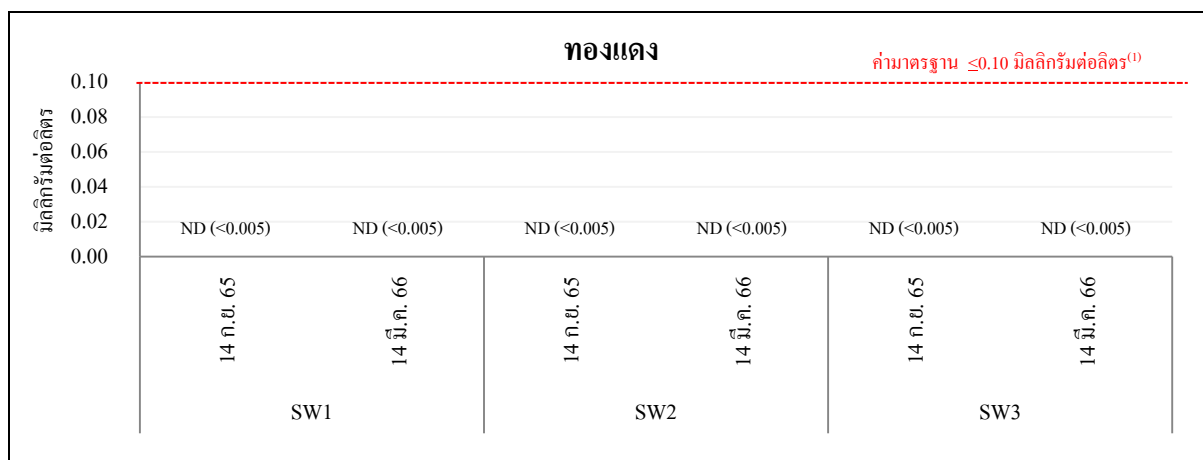 ทองแดง
ค่ามาตรฐาน ≤0.10 มิลลิกรัมต่อลิตร⁽¹⁾
มิลลิกรัมต่อลิตร
0.10
0.08
0.06
0.04
0.02
0.00
ND (<0.005) ND (<0.005) ND (<0.005) ND (<0.005) ND (<0.005) ND (<0.005)
14 ก.ย. 65 14 มี.ค. 66 14 ก.ย. 65 14 มี.ค. 66 14 ก.ย. 65 14 มี.ค. 66
SW1 SW2 SW3